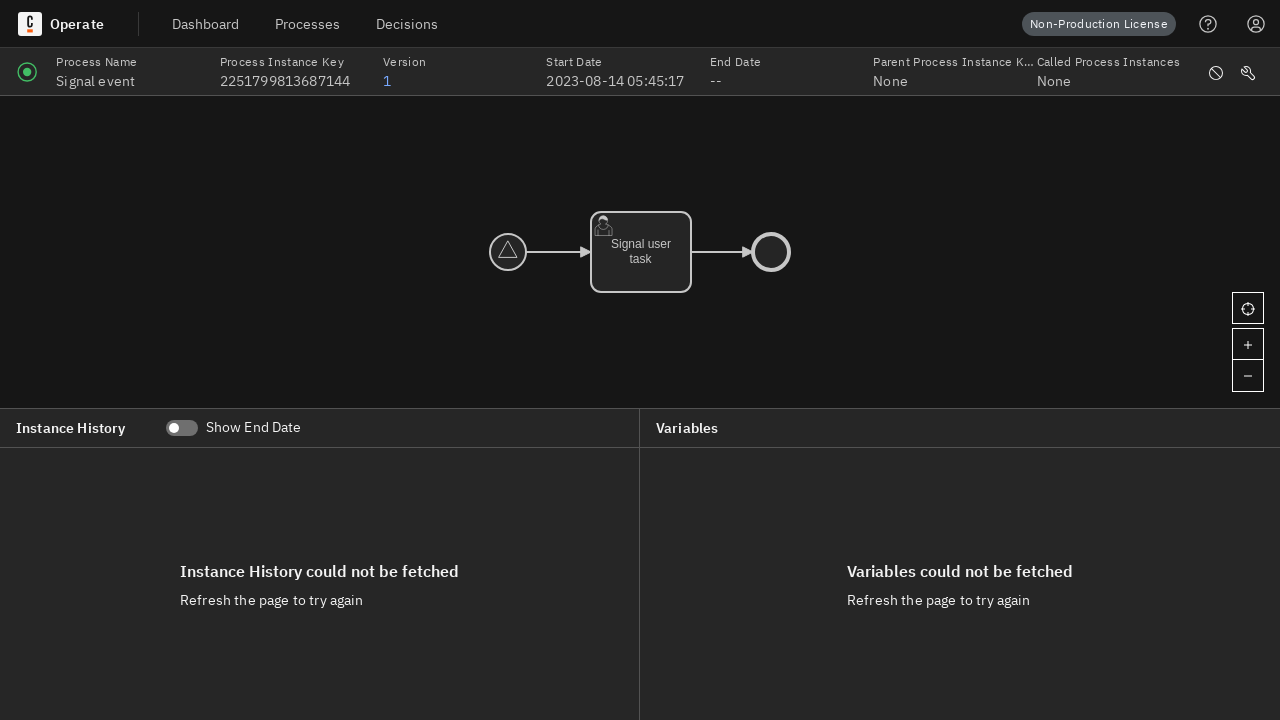 Operate
Dashboard
Processes
Decisions
Non-Production License
Process Name
Signal event
Process Instance Key
2251799813687144
Version
1
Start Date
2023-08-14 05:45:17
End Date
--
Parent Process Instance K...
None
Called Process Instances
None
Signal user
task
Instance History
Show End Date
Variables
Instance History could not be fetched
Refresh the page to try again
Variables could not be fetched
Refresh the page to try again